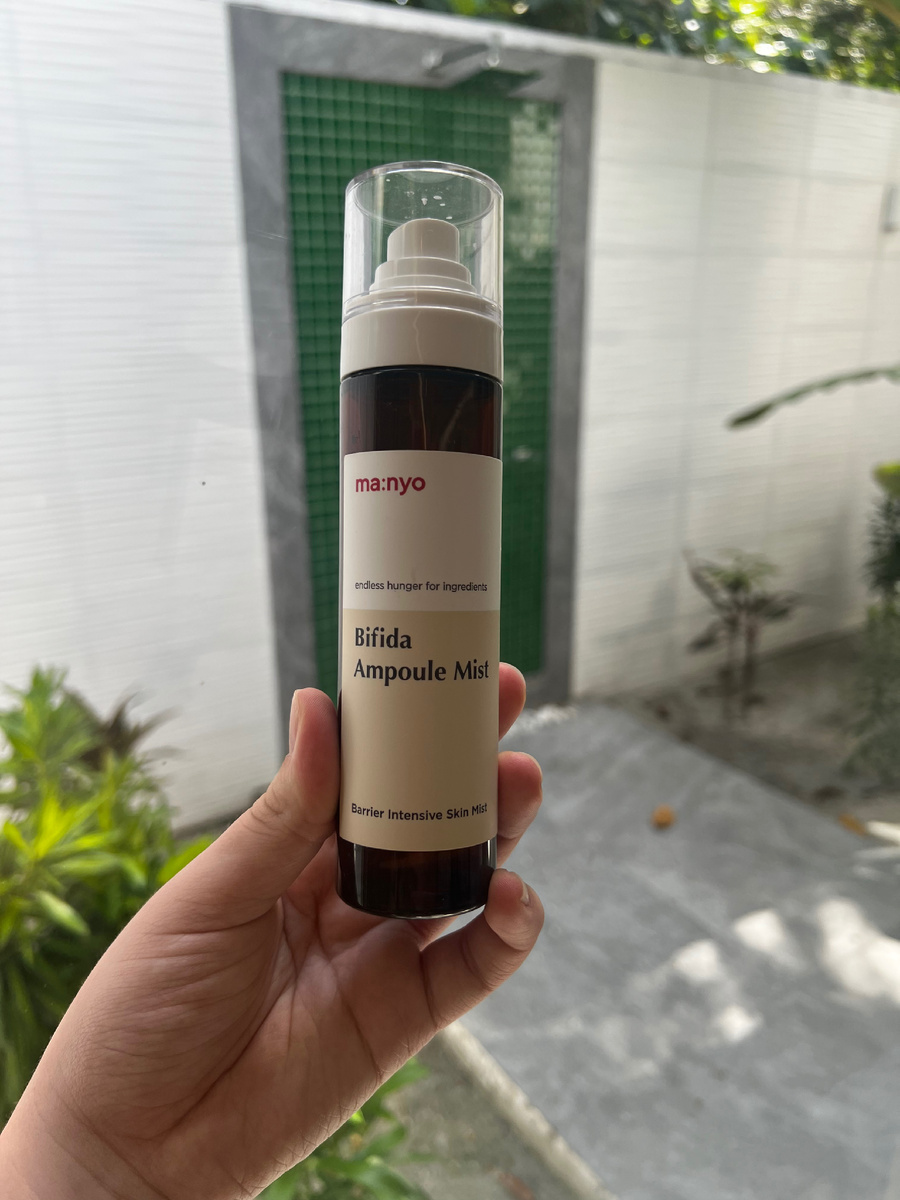 ma:nyo
endless hunger for ingredients
Bifida
Ampoule Mist
Barrier Intensive Skin Mist